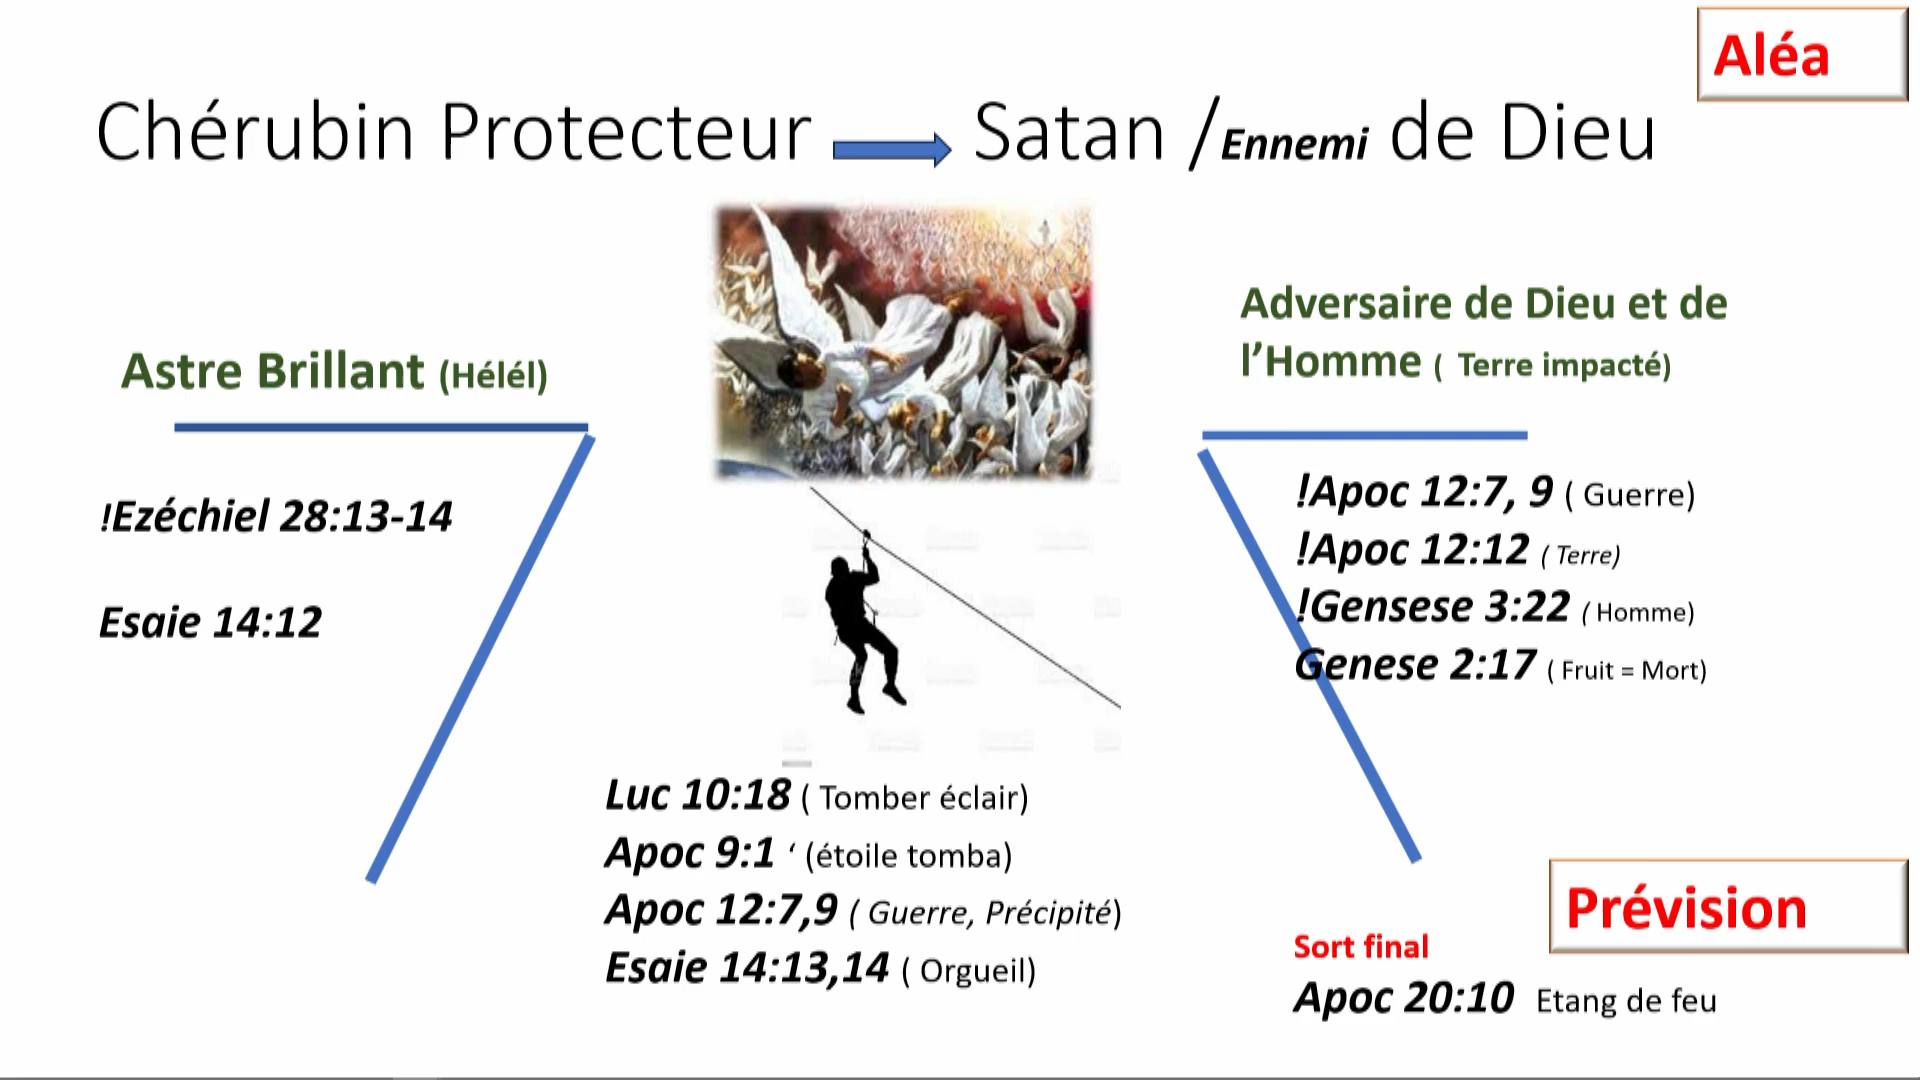 Aléa
Chérubin Protecteur Satan /Ennemi de Dieu
Astre Brillant (Hélél)
!Ezéchiel 28:13-14
Esaie 14:12
Luc 10:18 ( Tomber éclair)
Apoc 9:1 ‘ (étoile tomba)
Apoc 12:7,9 ( Guerre, Précipité)
Esaie 14:13,14 ( Orgueil)
Adversaire de Dieu et de
l’Homme ( Terre impacté)
!Apoc 12:7, 9 ( Guerre)
!Apoc 12:12 ( Terre)
!Gensese 3:22 ( Homme)
Genese 2:17 ( Fruit = Mort)
Prévision
Sort final
Apoc 20:10 Etang de feu